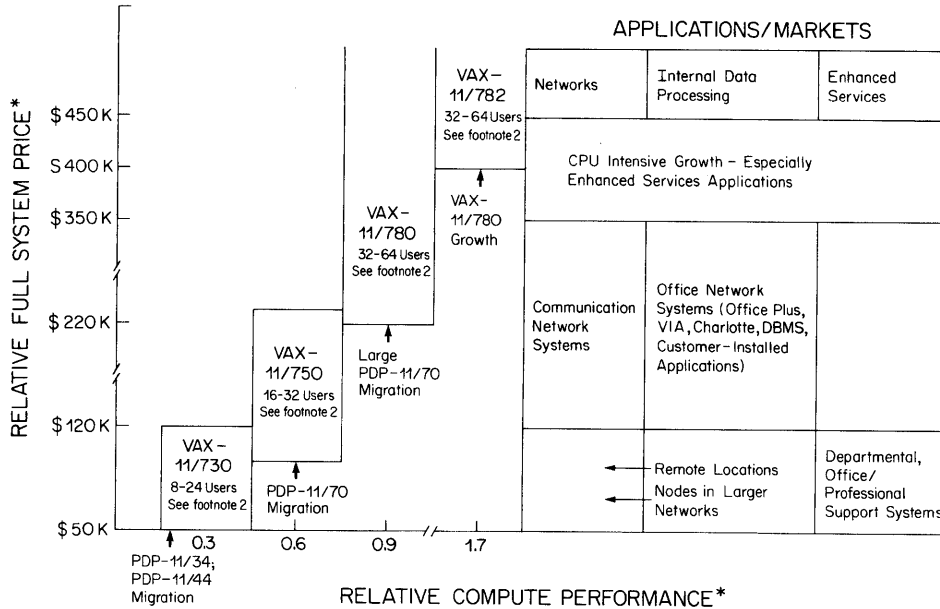 APPLICATIONS/MARKETS
RELATIVE FULL SYSTEM PRICE*
$450K
S400K
$350K
$220K
$120K
$50K
VAX-
11/782
32-64 Users
See footnote 2
VAX-
11/780
Growth
VAX-
11/780
32-64 Users
See footnote 2
Large
PDP-11/70
Migration
VAX-
11/750
16-32 Users
See footnote 2
PDP-11/70
Migration
VAX-
11/730
8-24 Users
See footnote 2
PDP-11/34;
PDP-11/44
Migration
0.3
0.6
0.9
1.7
RELATIVE COMPUTE PERFORMANCE*
Networks
Internal Data
Processing
Enhanced
Services
CPU Intensive Growth - Especially
Enhanced Services Applications
Communication
Network
Systems
Office Network
Systems (Office Plus,
VIA, Charlotte, DBMS,
Customer-Installed
Applications)
Remote Locations
Nodes in Larger
Networks
Departmental,
Office/
Professional
Support Systems